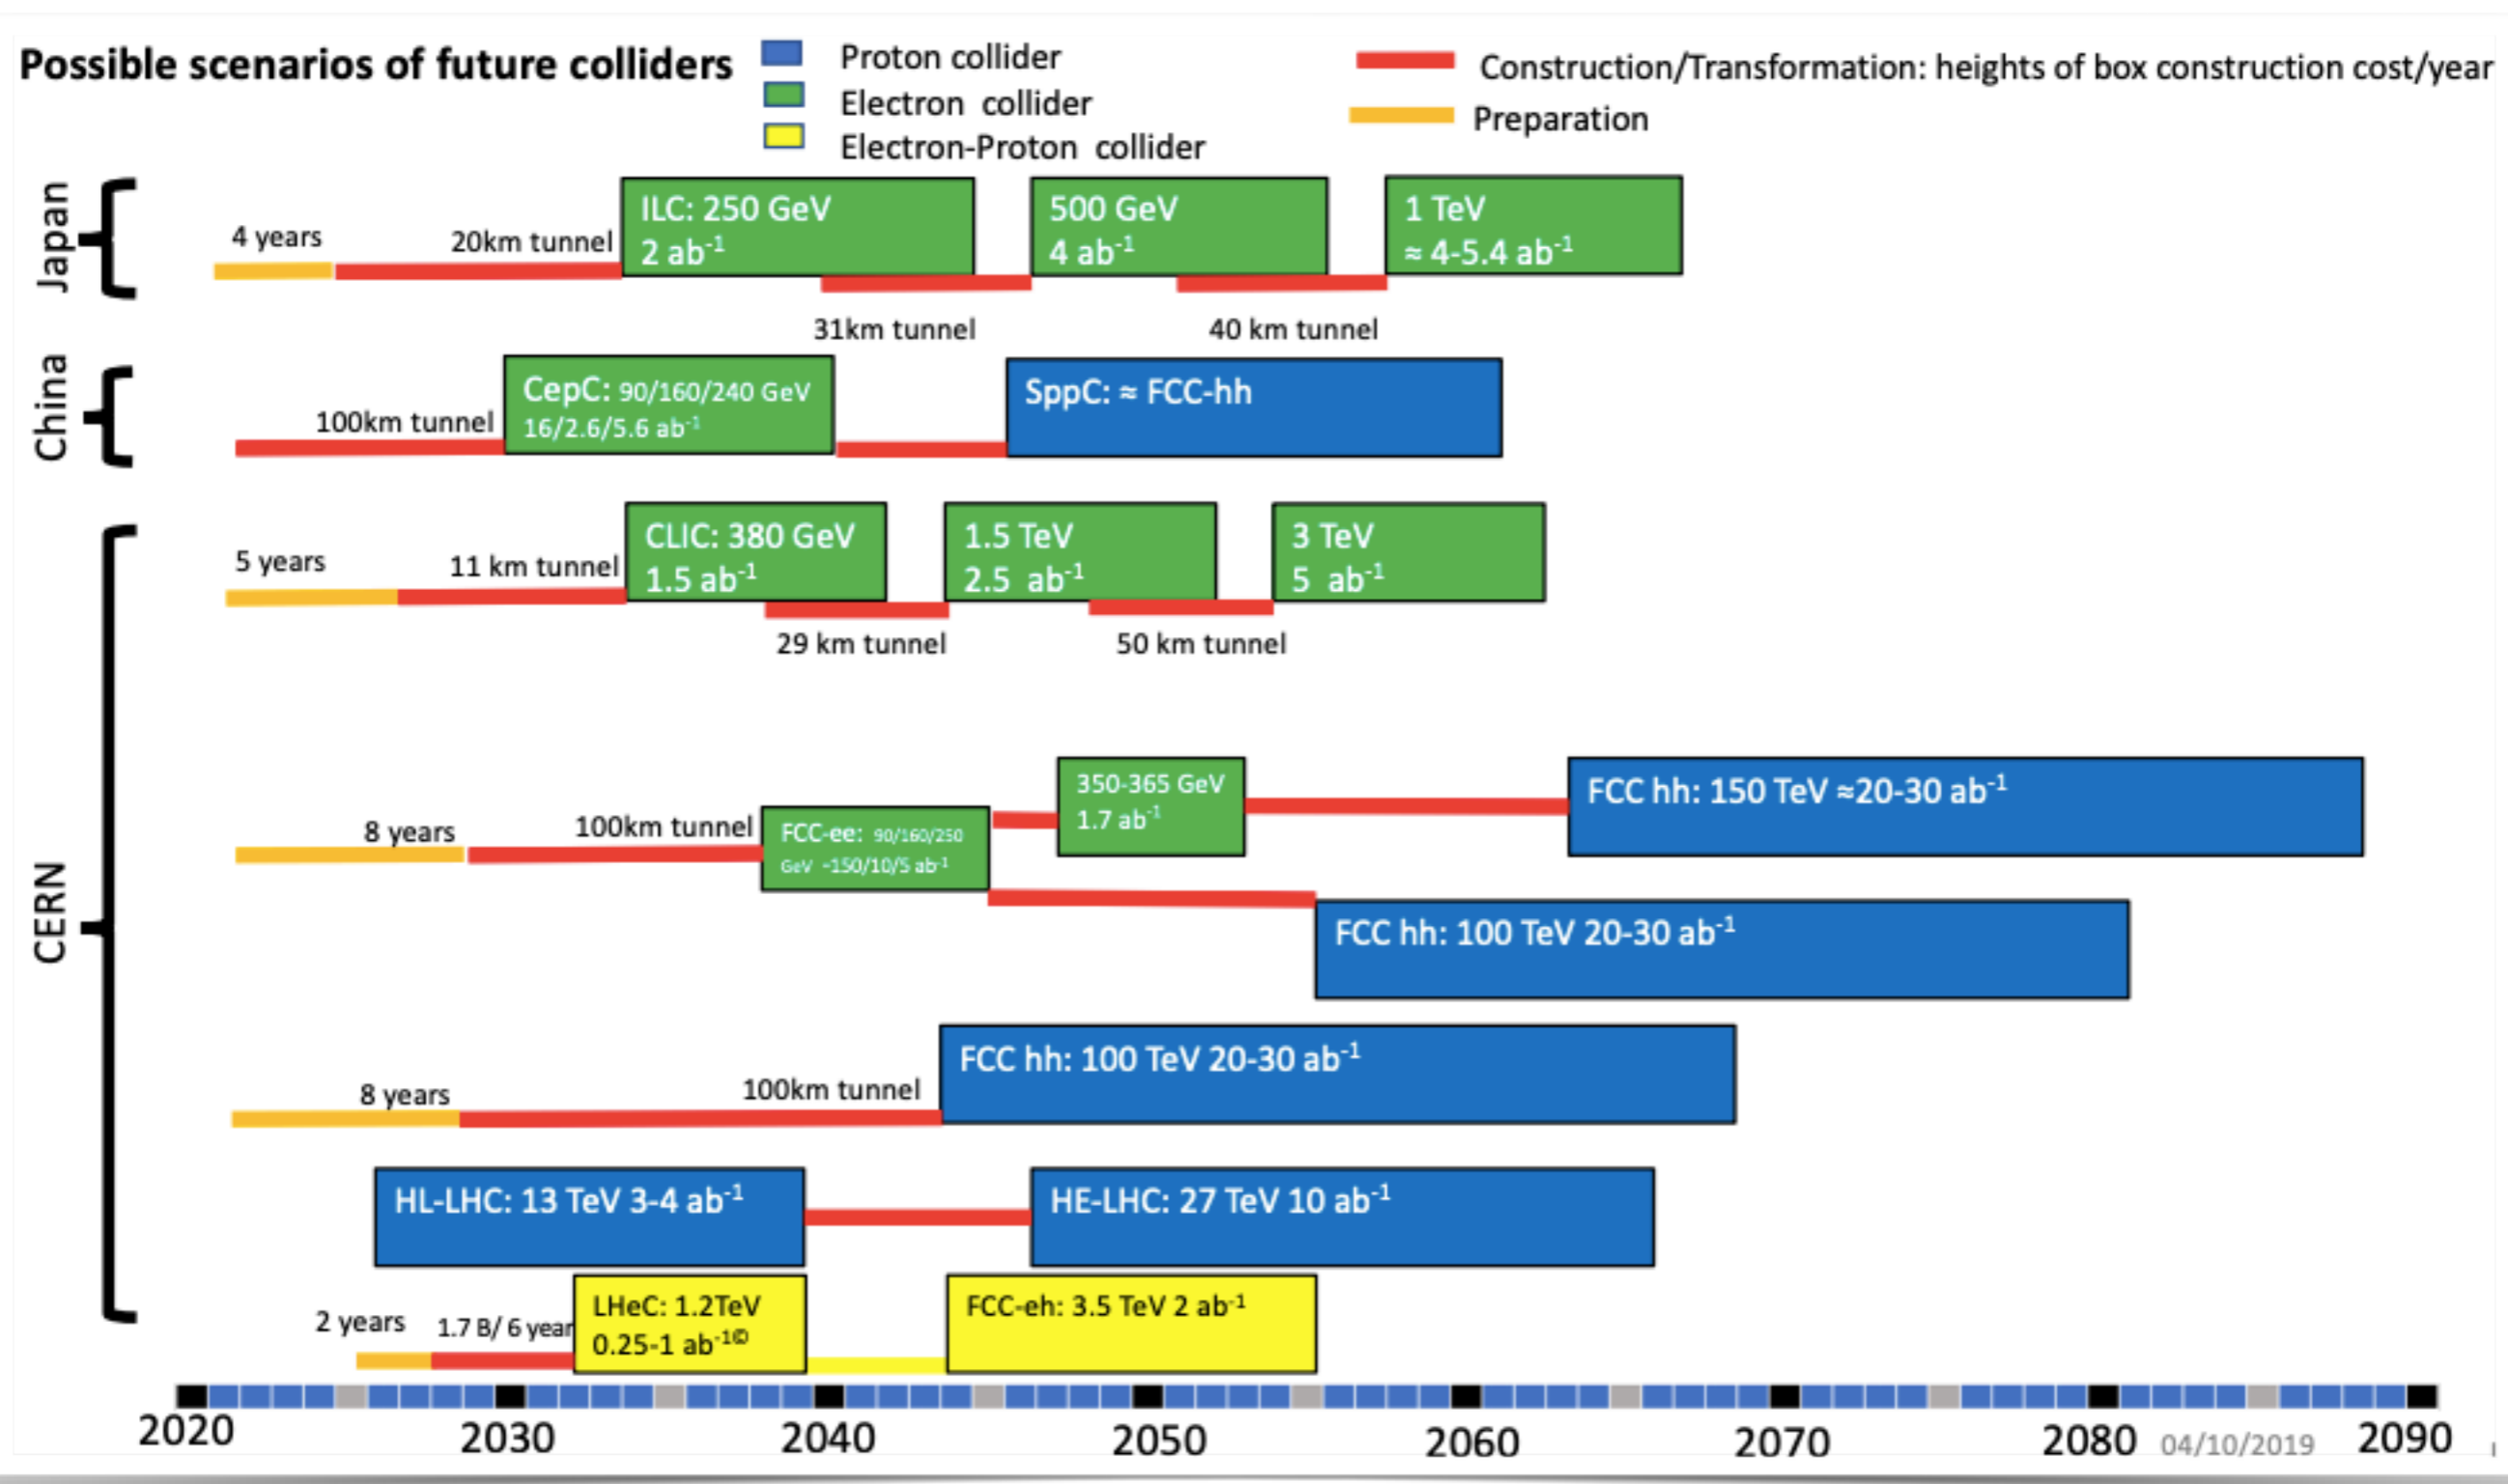 Possible scenarios of future colliders
Proton collider
Electron collider
Electron-Proton collider
Construction/Transformation: heights of box construction cost/year
Preparation
Japan
4 years
20km tunnel
ILC: 250 GeV
2 ab⁻¹
500 GeV
4 ab⁻¹
1 TeV
≈ 4-5.4 ab⁻¹
31km tunnel
40 km tunnel
China
100km tunnel
CepC: 90/160/240 GeV
16/2.6/5.6 ab⁻¹
SppC: ≈ FCC-hh
CERN
5 years
11 km tunnel
CLIC: 380 GeV
1.5 ab⁻¹
1.5 TeV
2.5 ab⁻¹
3 TeV
5 ab⁻¹
29 km tunnel
50 km tunnel
8 years
100km tunnel
FCC-ee: 90/160/250
GeV ~150/10/5 ab⁻¹
350-365 GeV
1.7 ab⁻¹
FCC hh: 150 TeV ≈20-30 ab⁻¹
FCC hh: 100 TeV 20-30 ab⁻¹
8 years
100km tunnel
FCC hh: 100 TeV 20-30 ab⁻¹
HL-LHC: 13 TeV 3-4 ab⁻¹
HE-LHC: 27 TeV 10 ab⁻¹
2 years
1.7 B/ 6 year
LHeC: 1.2TeV
0.25-1 ab⁻¹©
FCC-eh: 3.5 TeV 2 ab⁻¹
2020
2030
2040
2050
2060
2070
2080
04/10/2019
2090